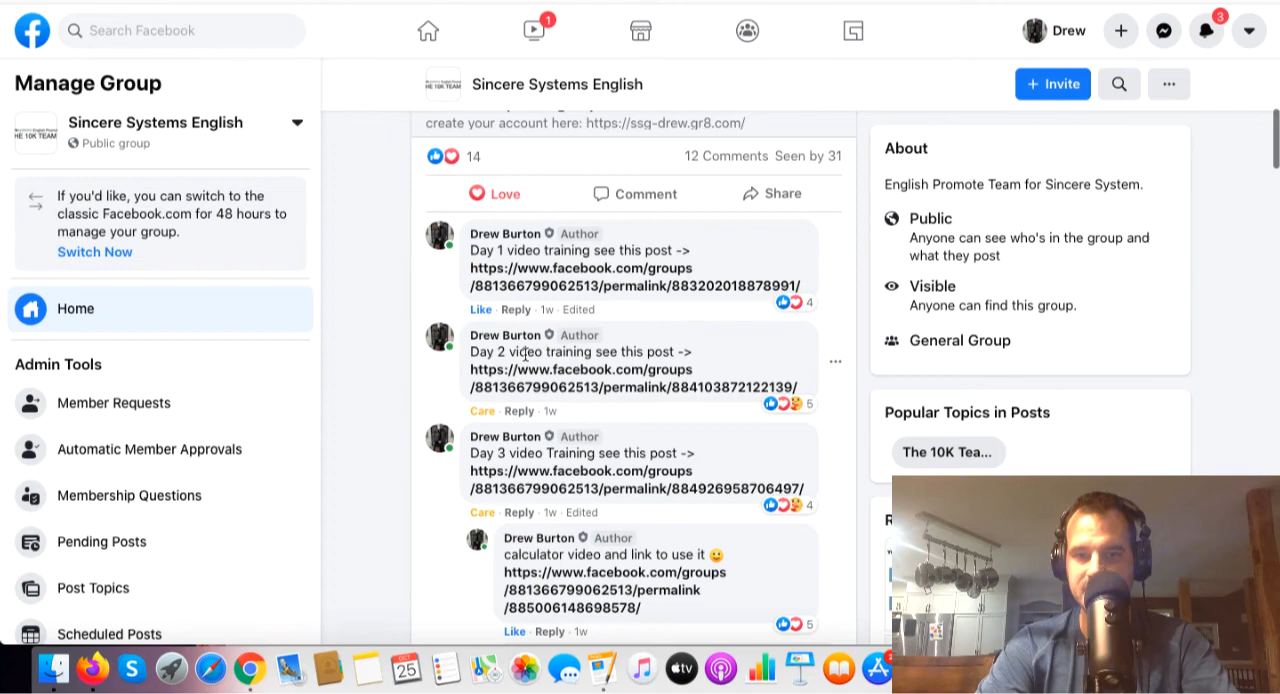 Search Facebook
1
Drew
3
Manage Group
Sincere Systems English
Public group
If you'd like, you can switch to the
classic Facebook.com for 48 hours to
manage your group.
Switch Now
Home
Admin Tools
Member Requests
Automatic Member Approvals
Membership Questions
Pending Posts
Post Topics
Scheduled Posts
HE 10K TEAM
Sincere Systems English
+ Invite
create your account here: https://ssg-drew.gr8.com/
14
12 Comments Seen by 31
Love
Comment
Share
Drew Burton Author
Day 1 video training see this post ->
https://www.facebook.com/groups
/881366799062513/permalink/883202018878991/
4
Like · Reply · 1w · Edited
Drew Burton Author
Day 2 video training see this post ->
https://www.facebook.com/groups
/881366799062513/permalink/884103872122139/
5
Care · Reply · 1w
Drew Burton Author
Day 3 video Training see this post ->
https://www.facebook.com/groups
/881366799062513/permalink/884926958706497/
4
Care · Reply · 1w · Edited
Drew Burton Author
calculator video and link to use it 😀
https://www.facebook.com/groups
/881366799062513/permalink
/885006148698578/
5
Like · Reply · 1w
About
English Promote Team for Sincere System.
Public
Anyone can see who's in the group and
what they post
Visible
Anyone can find this group.
General Group
Popular Topics in Posts
The 10K Tea...
OCT
25
tv